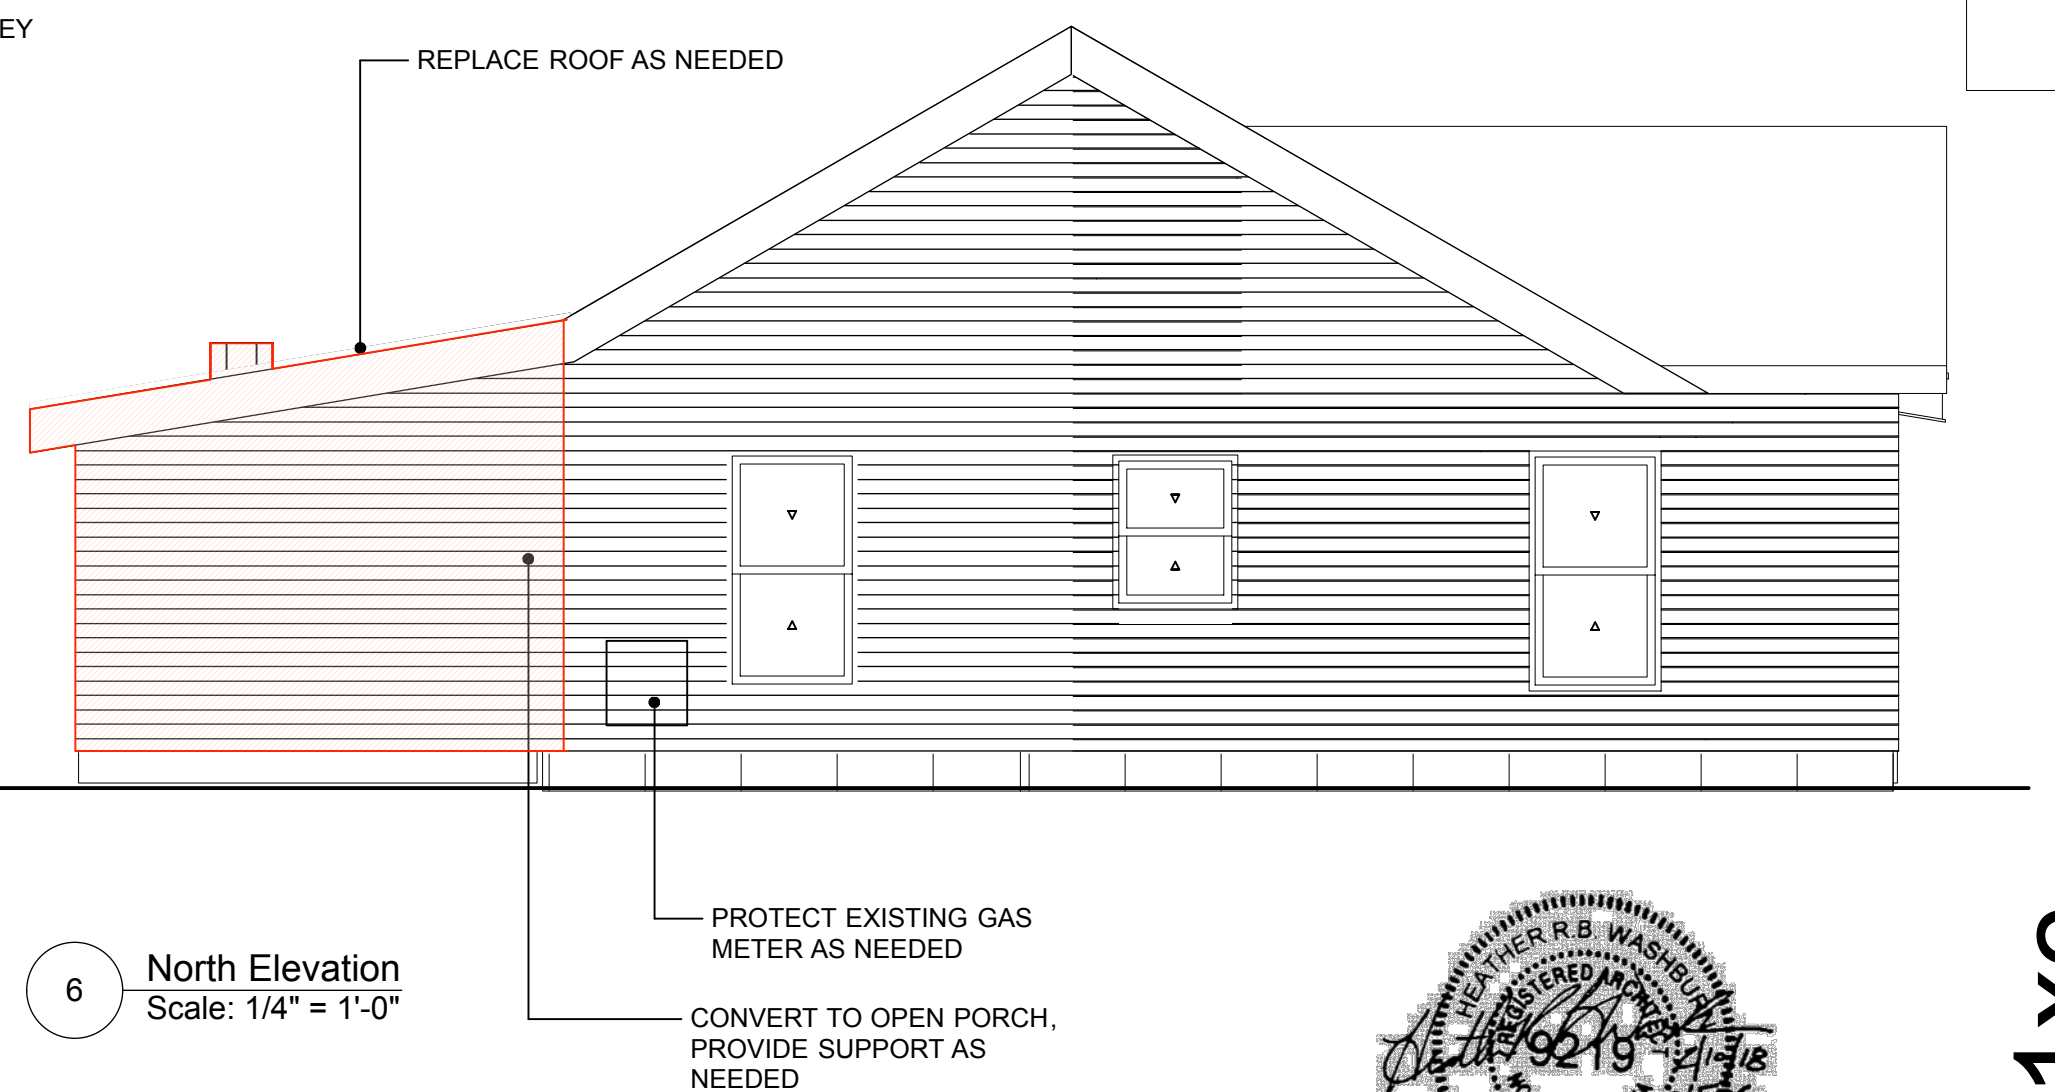 EY
REPLACE ROOF AS NEEDED
PROTECT EXISTING GAS
METER AS NEEDED
6
North Elevation
Scale: 1/4" = 1'-0"
CONVERT TO OPEN PORCH,
PROVIDE SUPPORT AS
NEEDED
HEATHER R.B. WASHBURN
REGISTERED ARCHITECT
9219